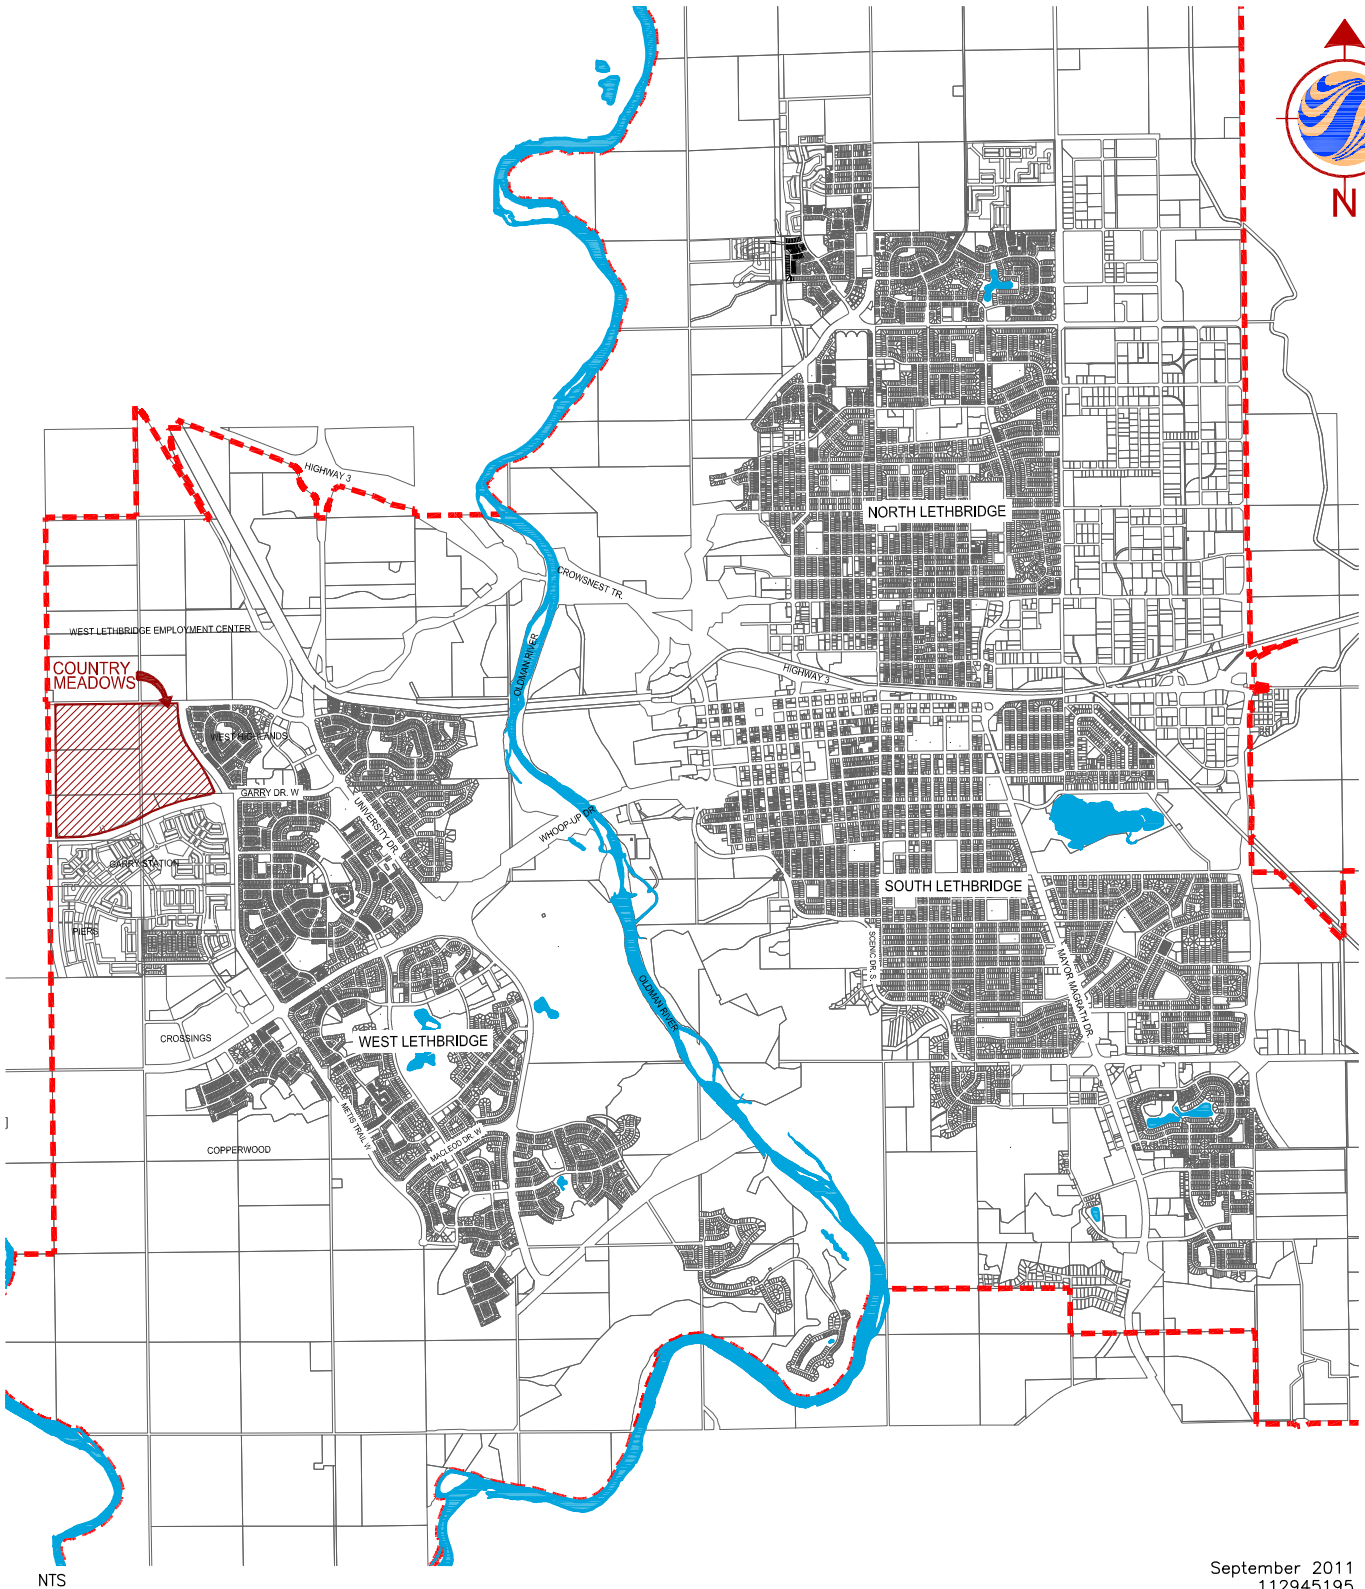 N
HIGHWAY 3
NORTH LETHBRIDGE
CROWSNEST TR.
WEST LETHBRIDGE EMPLOYMENT CENTER
OLDMAN RIVER
COUNTRY
MEADOWS
HIGHWAY 3
WEST HIGHLANDS
GARRY DR. W
UNIVERSITY DR.
WHOOP-UP DR.
GARRY STATION
SOUTH LETHBRIDGE
PIERS
SCENIC DR. S.
MAYOR MAGRATH DR.
OLDMAN RIVER
CROSSINGS
WEST LETHBRIDGE
METIS TRAIL W
MACLEOD DR. W
COPPERWOOD
NTS
September 2011
112945195